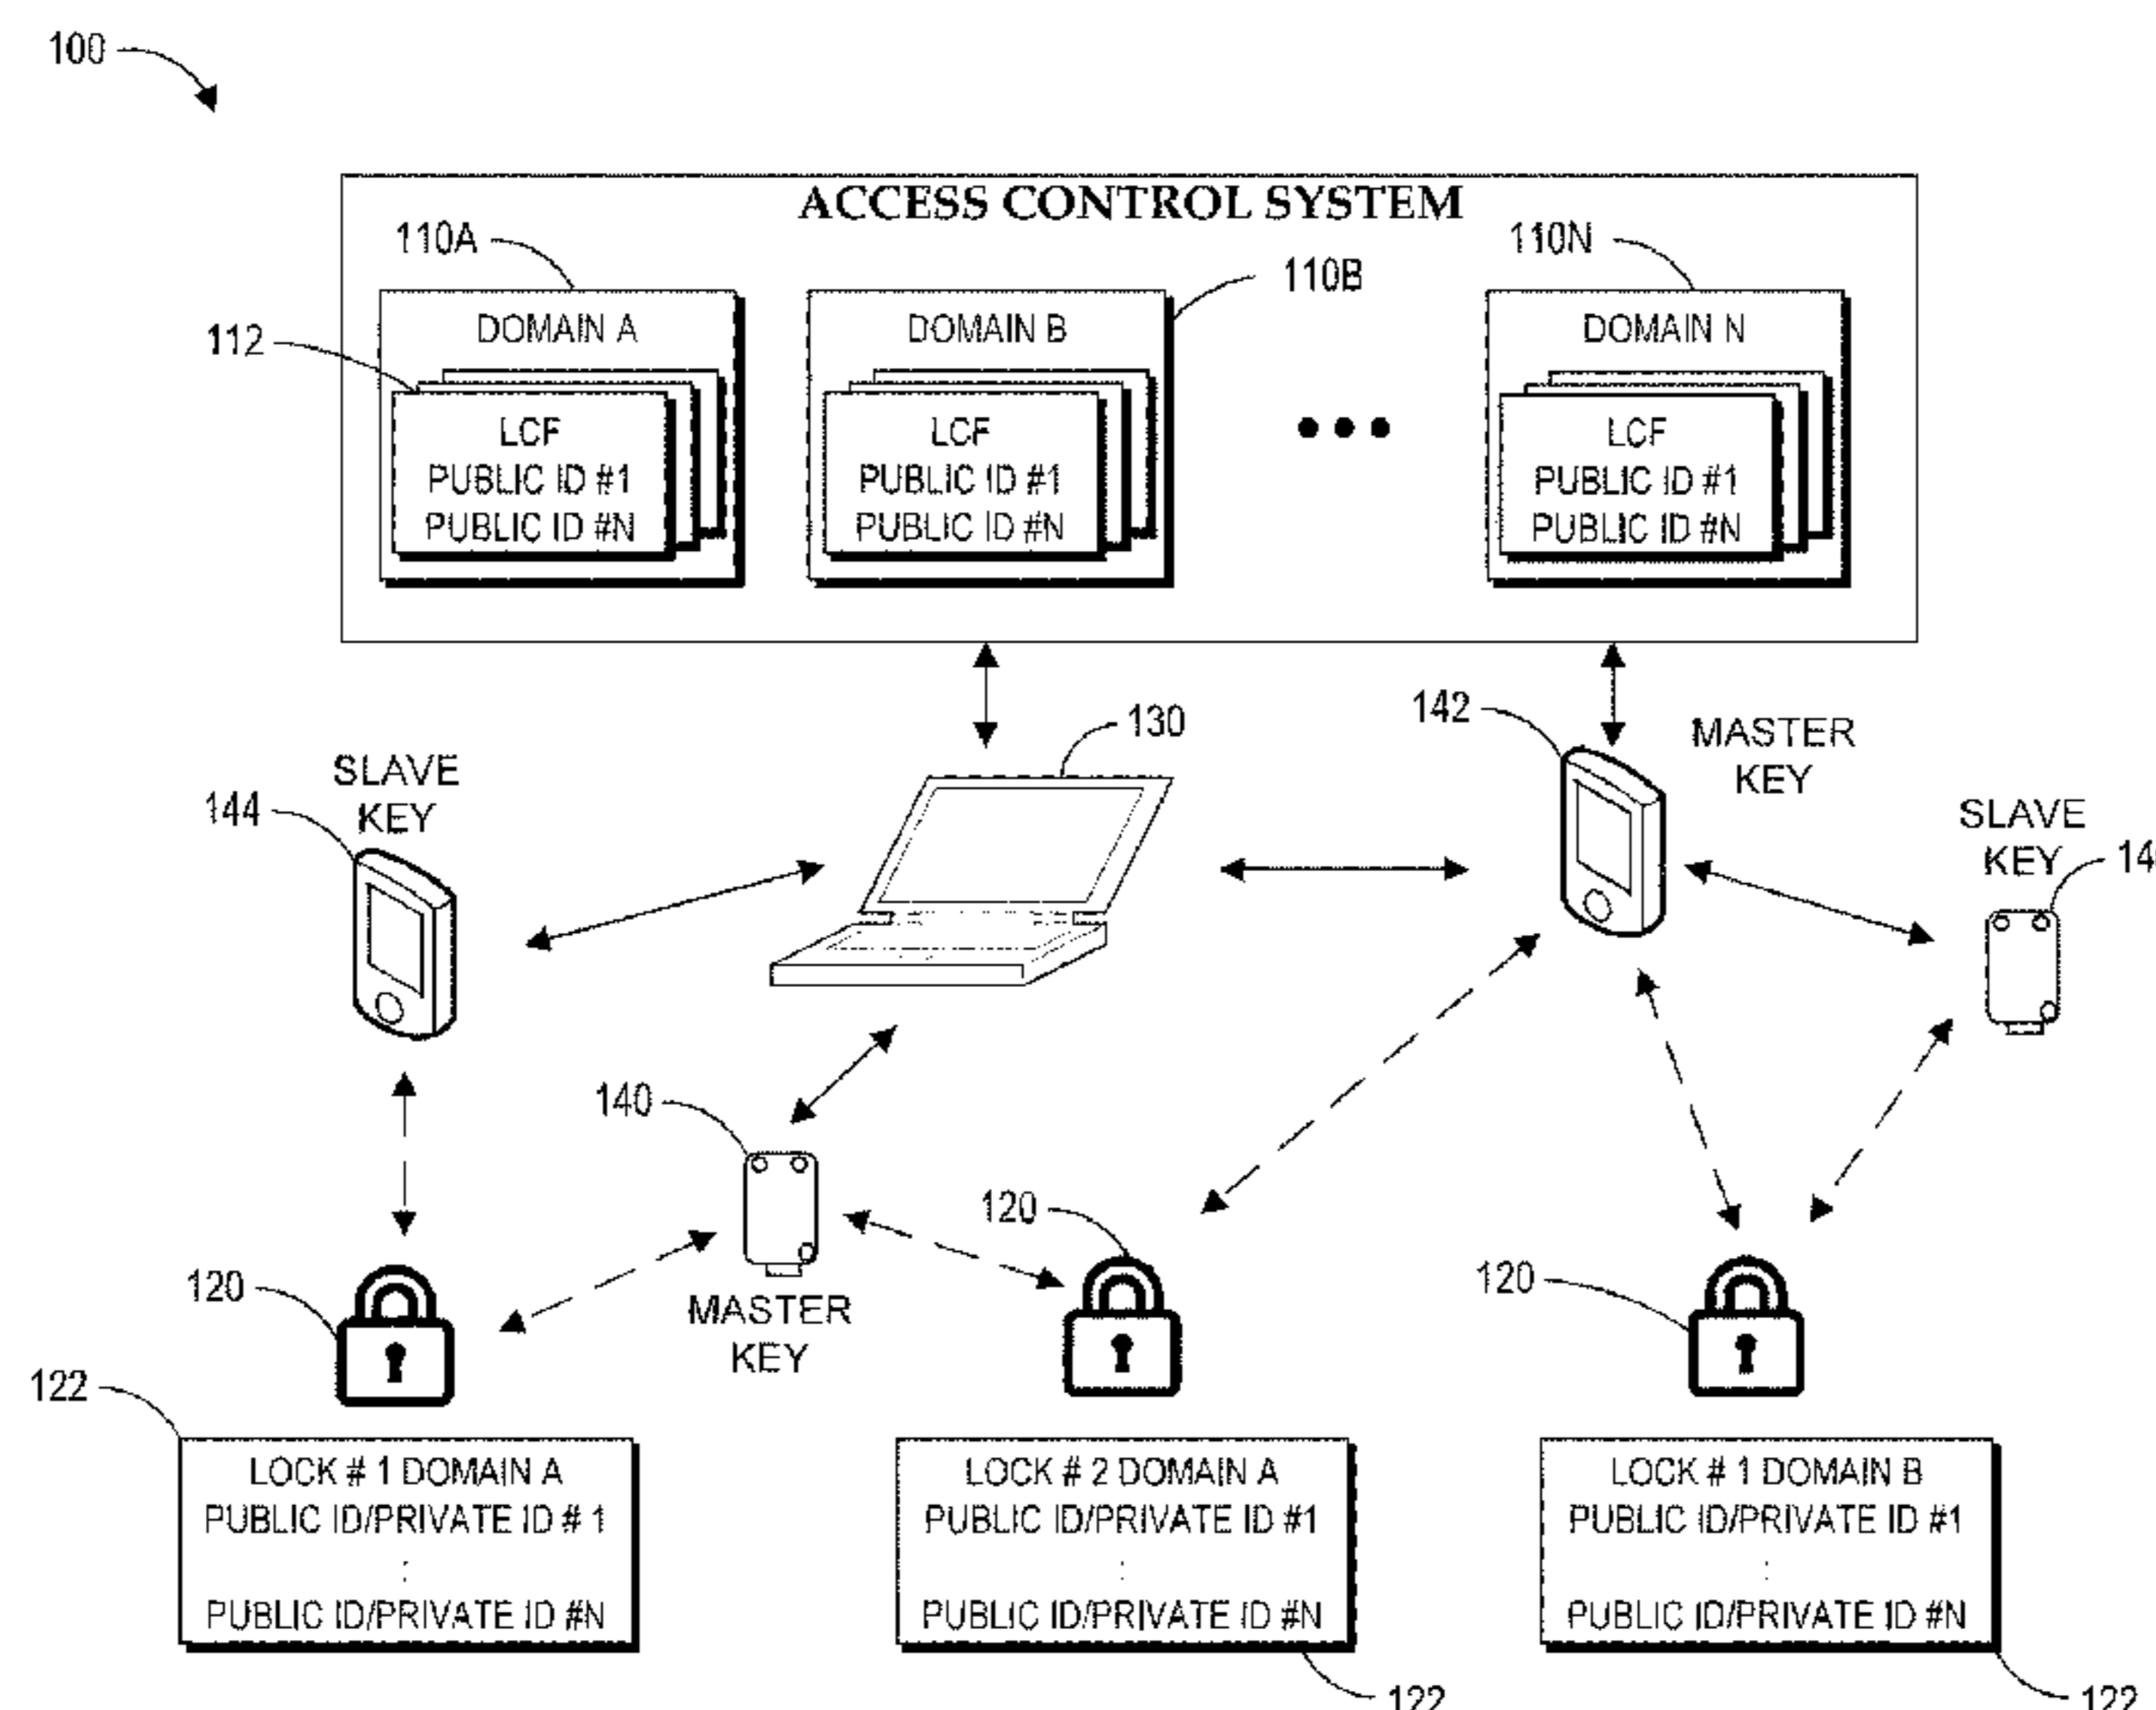 100
ACCESS CONTROL SYSTEM
110A
110B
110N
112
DOMAIN A
LCF
PUBLIC ID #1
PUBLIC ID #N
DOMAIN B
LCF
PUBLIC ID #1
PUBLIC ID #N
DOMAIN N
LCF
PUBLIC ID #1
PUBLIC ID #N
130
142
MASTER
KEY
SLAVE
KEY
144
SLAVE
KEY
140
MASTER
KEY
120
120
120
122
LOCK # 1 DOMAIN A
PUBLIC ID/PRIVATE ID # 1
:
PUBLIC ID/PRIVATE ID #N
LOCK # 2 DOMAIN A
PUBLIC ID/PRIVATE ID #1
:
PUBLIC ID/PRIVATE ID #N
LOCK # 1 DOMAIN B
PUBLIC ID/PRIVATE ID #1
:
PUBLIC ID/PRIVATE ID #N
122
122